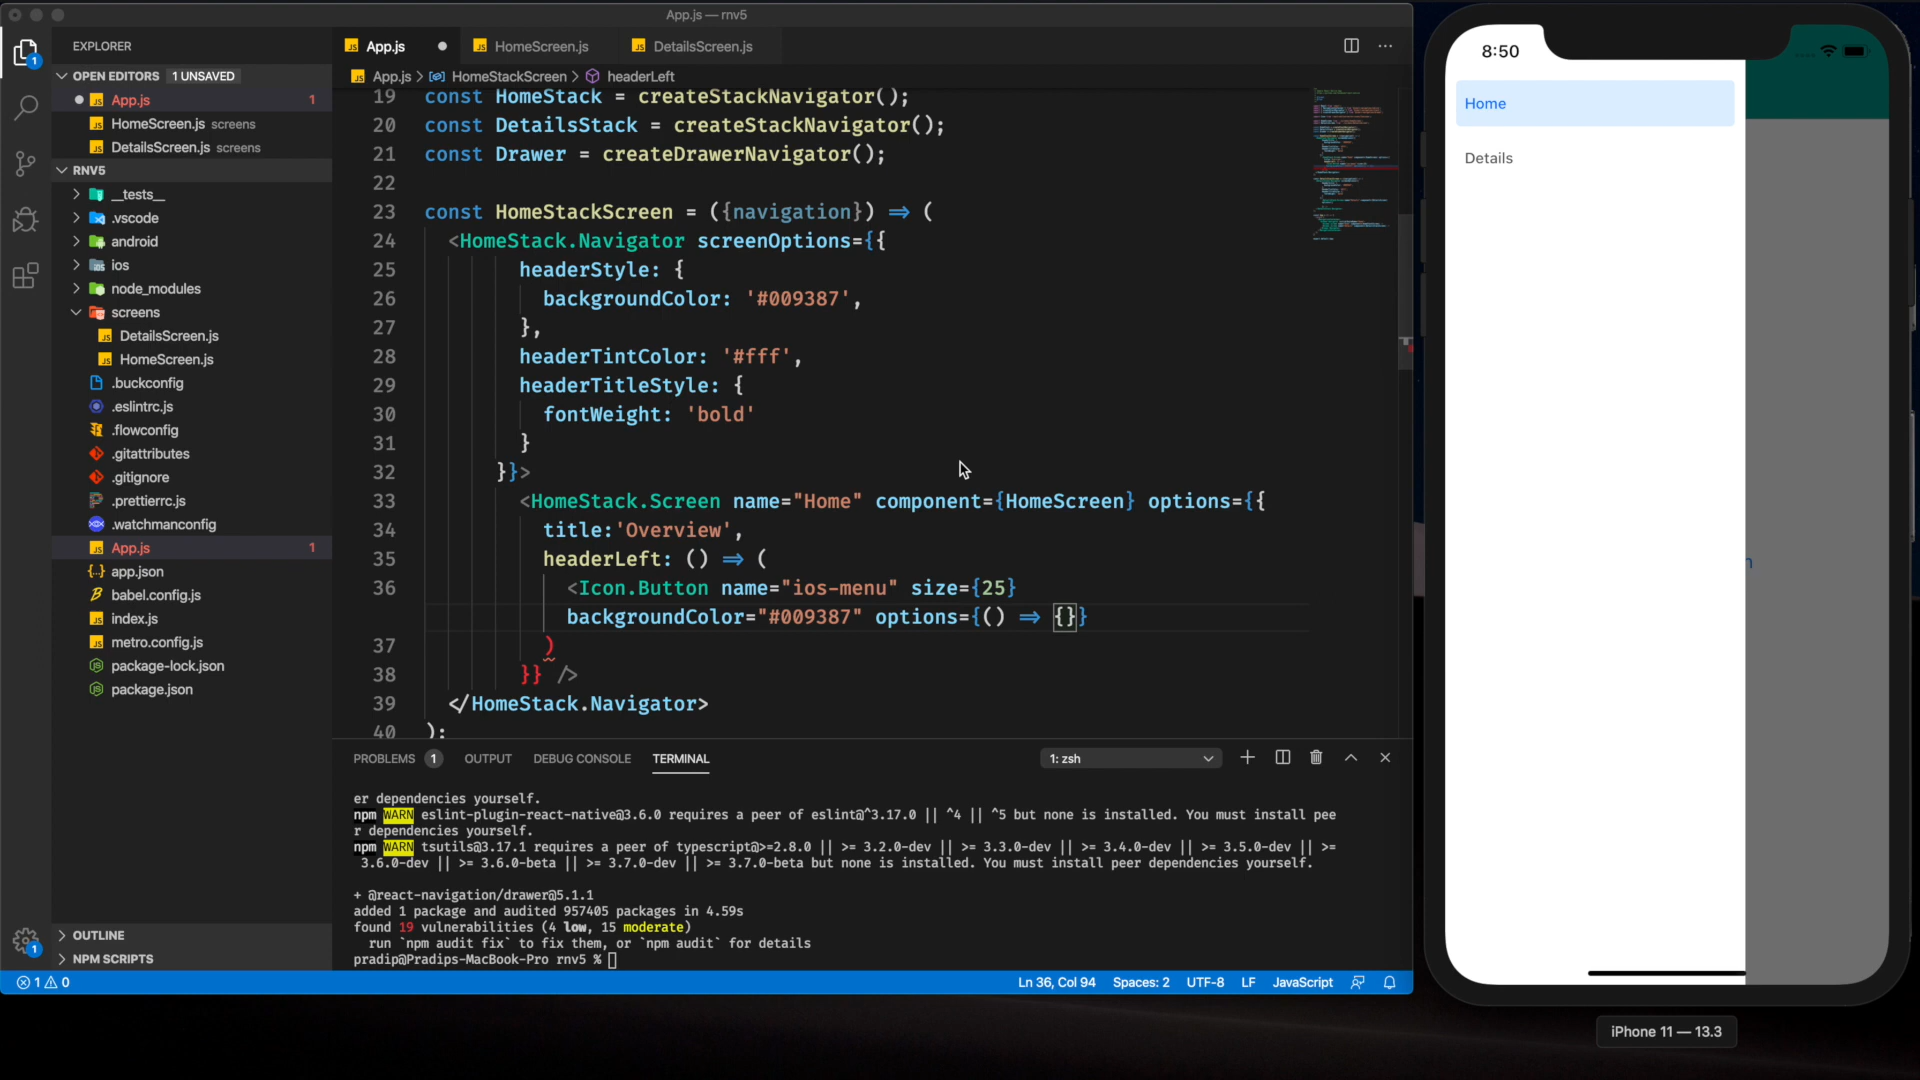 App.js — rnv5
EXPLORER
OPEN EDITORS 1 UNSAVED
App.js 1
HomeScreen.js screens
DetailsScreen.js screens
RNV5
__tests__
.vscode
android
ios
node_modules
screens
DetailsScreen.js
HomeScreen.js
.buckconfig
.eslintrc.js
.flowconfig
.gitattributes
.gitignore
.prettierrc.js
.watchmanconfig
App.js 1
app.json
babel.config.js
index.js
metro.config.js
package-lock.json
package.json
OUTLINE
NPM SCRIPTS
App.js
HomeScreen.js
DetailsScreen.js
App.js > HomeStackScreen > headerLeft
19 const HomeStack = createStackNavigator();
20 const DetailsStack = createStackNavigator();
21 const Drawer = createDrawerNavigator();
22
23 const HomeStackScreen = ({navigation}) => (
24 <HomeStack.Navigator screenOptions={{
25 headerStyle: {
26 backgroundColor: '#009387',
27 },
28 headerTintColor: '#fff',
29 headerTitleStyle: {
30 fontWeight: 'bold'
31 }
32 }}>
33 <HomeStack.Screen name="Home" component={HomeScreen} options={{
34 title:'Overview',
35 headerLeft: () => (
36 <Icon.Button name="ios-menu" size={25}
backgroundColor="#009387" options={() => {}}
37 )
38 }} />
39 </HomeStack.Navigator>
40 );
PROBLEMS 1 OUTPUT DEBUG CONSOLE TERMINAL
1: zsh
er dependencies yourself.
npm WARN eslint-plugin-react-native@3.6.0 requires a peer of eslint@^3.17.0 || ^4 || ^5 but none is installed. You must install pee
r dependencies yourself.
npm WARN tsutils@3.17.1 requires a peer of typescript@>=2.8.0 || >= 3.2.0-dev || >= 3.3.0-dev || >= 3.4.0-dev || >= 3.5.0-dev || >=
3.6.0-dev || >= 3.6.0-beta || >= 3.7.0-dev || >= 3.7.0-beta but none is installed. You must install peer dependencies yourself.
+ @react-navigation/drawer@5.1.1
added 1 package and audited 957405 packages in 4.59s
found 19 vulnerabilities (4 low, 15 moderate)
run `npm audit fix` to fix them, or `npm audit` for details
pradip@Pradips-MacBook-Pro rnv5 %
1 0
Ln 36, Col 94 Spaces: 2 UTF-8 LF JavaScript
8:50
Home
Details
iPhone 11 — 13.3